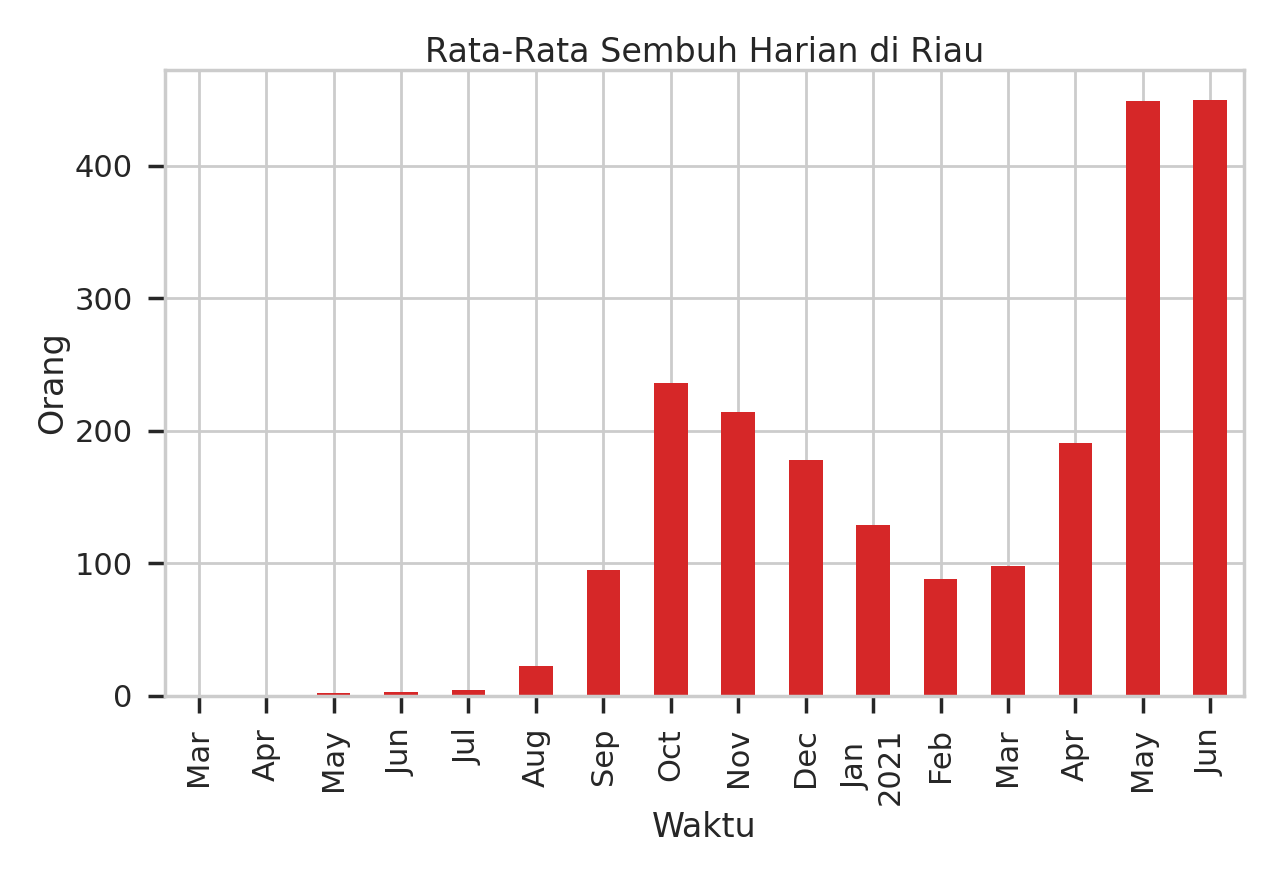 Rata-Rata Sembuh Harian di Riau
Orang
400
300
200
100
0
Mar
Apr
May
Jun
Jul
Aug
Sep
Oct
Nov
Dec
Jan
2021
Feb
Mar
Apr
May
Jun
Waktu